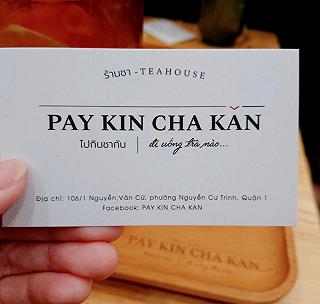 ร้านชา - TEAHOUSE
PAY KIN CHA KĂN
ไปกินชากัน | đi uống trà nào...
Địa chỉ: 106/1 Nguyễn Văn Cừ, phường Nguyễn Cư Trinh, Quận 1
Facebook: PAY KIN CHA KAN
PAY KIN CHA KAN